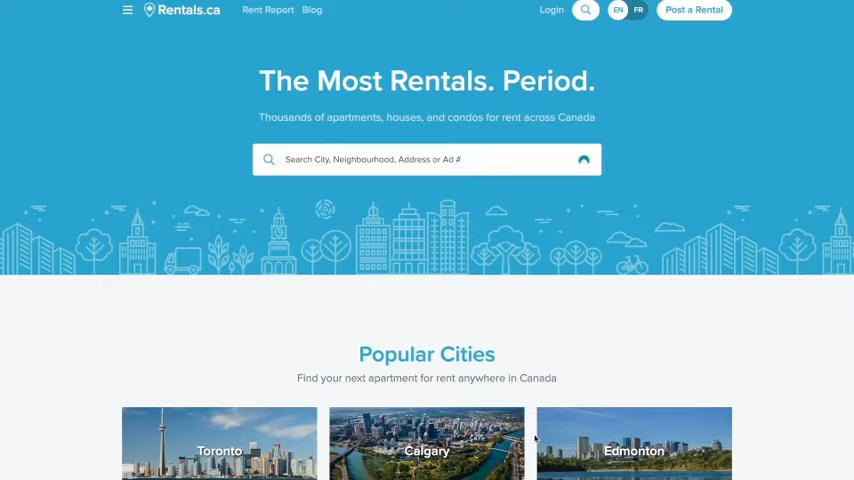 Rentals.ca Rent Report Blog Login EN FR Post a Rental
The Most Rentals. Period.
Thousands of apartments, houses, and condos for rent across Canada
Search City, Neighbourhood, Address or Ad #
Popular Cities
Find your next apartment for rent anywhere in Canada
Toronto Calgary Edmonton